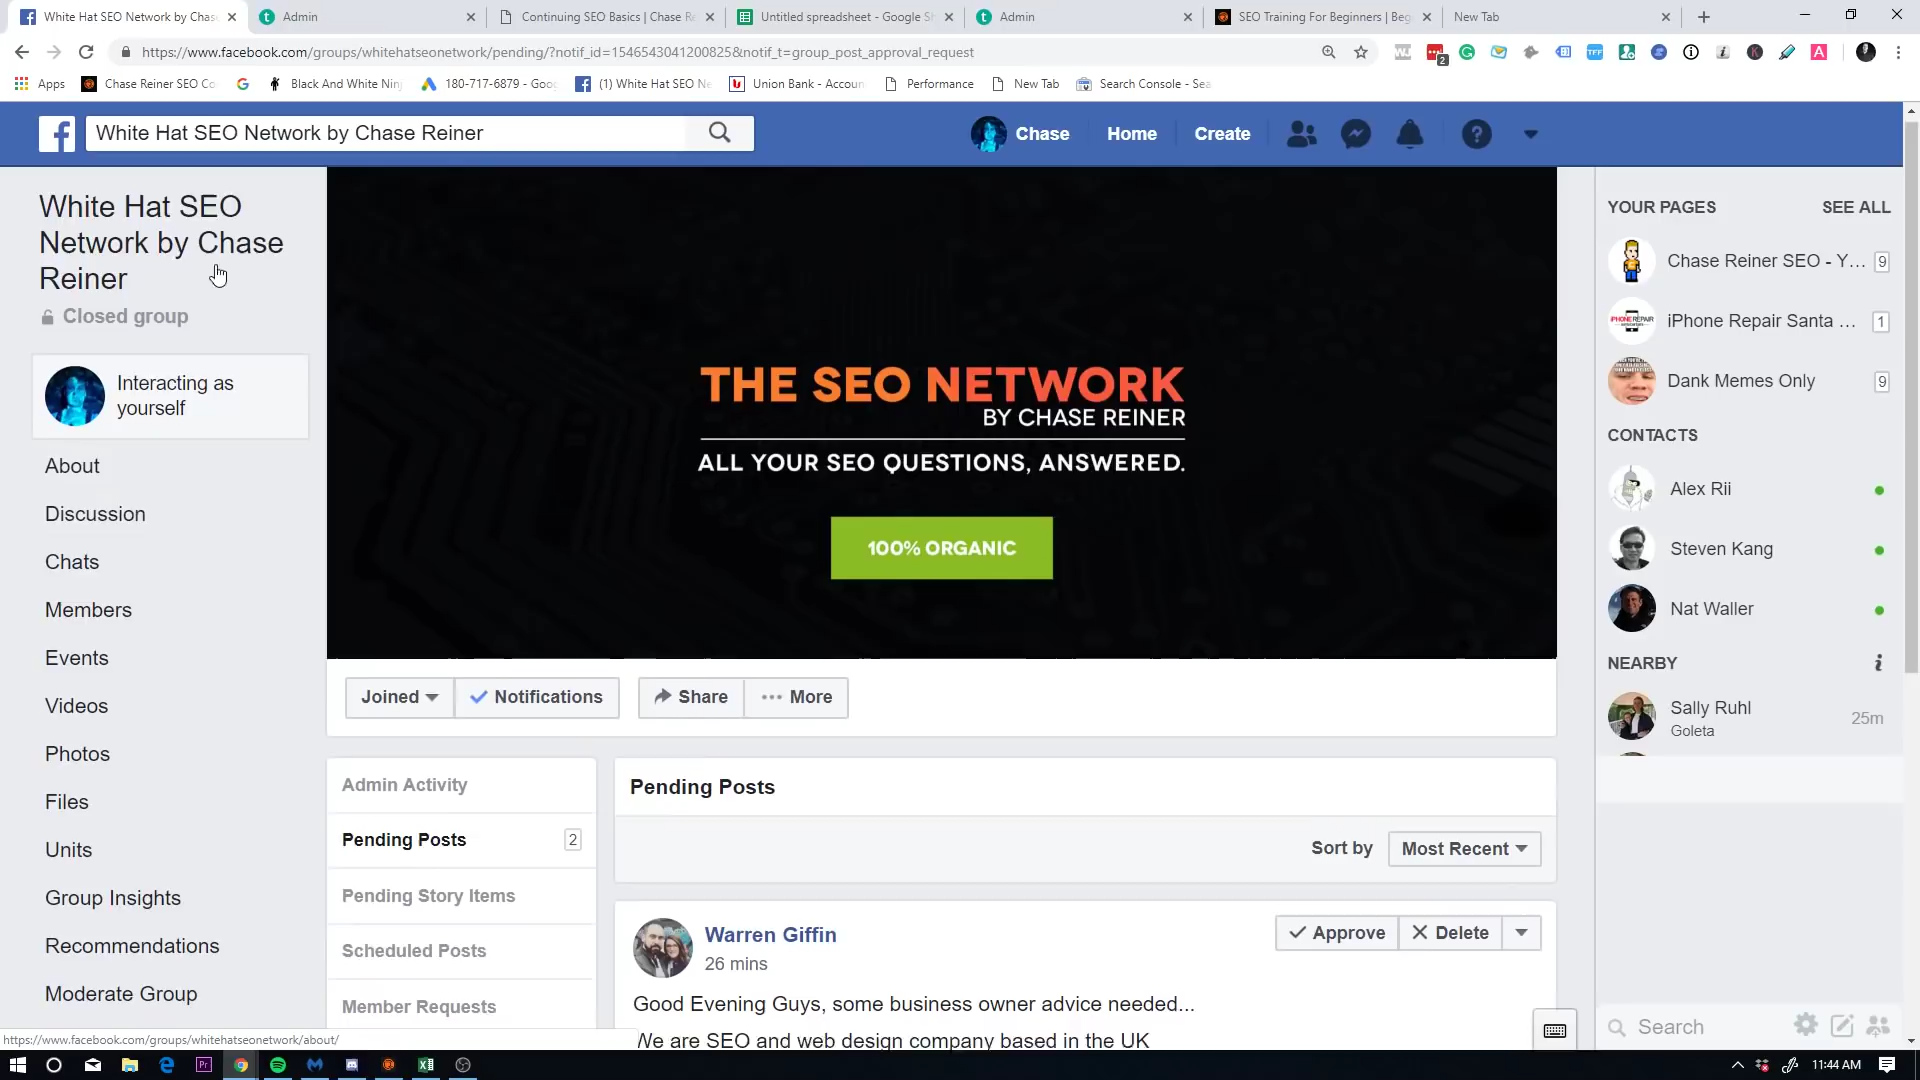 White Hat SEO Network by Chase
Admin
Continuing SEO Basics | Chase Re
Untitled spreadsheet - Google Sh
Admin
SEO Training For Beginners | Beg
New Tab
https://www.facebook.com/groups/whitehatseonetwork/pending/?notif_id=1546543041200825&notif_t=group_post_approval_request
2
Apps
Chase Reiner SEO Co
Black And White Nin
180-717-6879 - Goo
(1) White Hat SEO Ne
Union Bank - Accoun
Performance
New Tab
Search Console - Sea
White Hat SEO Network by Chase Reiner
Chase
Home
Create
White Hat SEO
Network by Chase
Reiner
Closed group
Interacting as
yourself
About
Discussion
Chats
Members
Events
Videos
Photos
Files
Units
Group Insights
Recommendations
Moderate Group
https://www.facebook.com/groups/whitehatseonetwork/about/
THE SEO NETWORK
BY CHASE REINER
ALL YOUR SEO QUESTIONS, ANSWERED.
100% ORGANIC
Joined
Notifications
Share
More
Admin Activity
Pending Posts 2
Pending Story Items
Scheduled Posts
Member Requests
Pending Posts
Sort by Most Recent
Warren Giffin
26 mins
Approve
Delete
Good Evening Guys, some business owner advice needed...
We are SEO and web design company based in the UK
YOUR PAGES SEE ALL
Chase Reiner SEO - Y... 9
iPhone Repair Santa ... 1
Dank Memes Only 9
CONTACTS
Alex Rii
Steven Kang
Nat Waller
NEARBY
Sally Ruhl
Goleta
25m
Search
11:44 AM